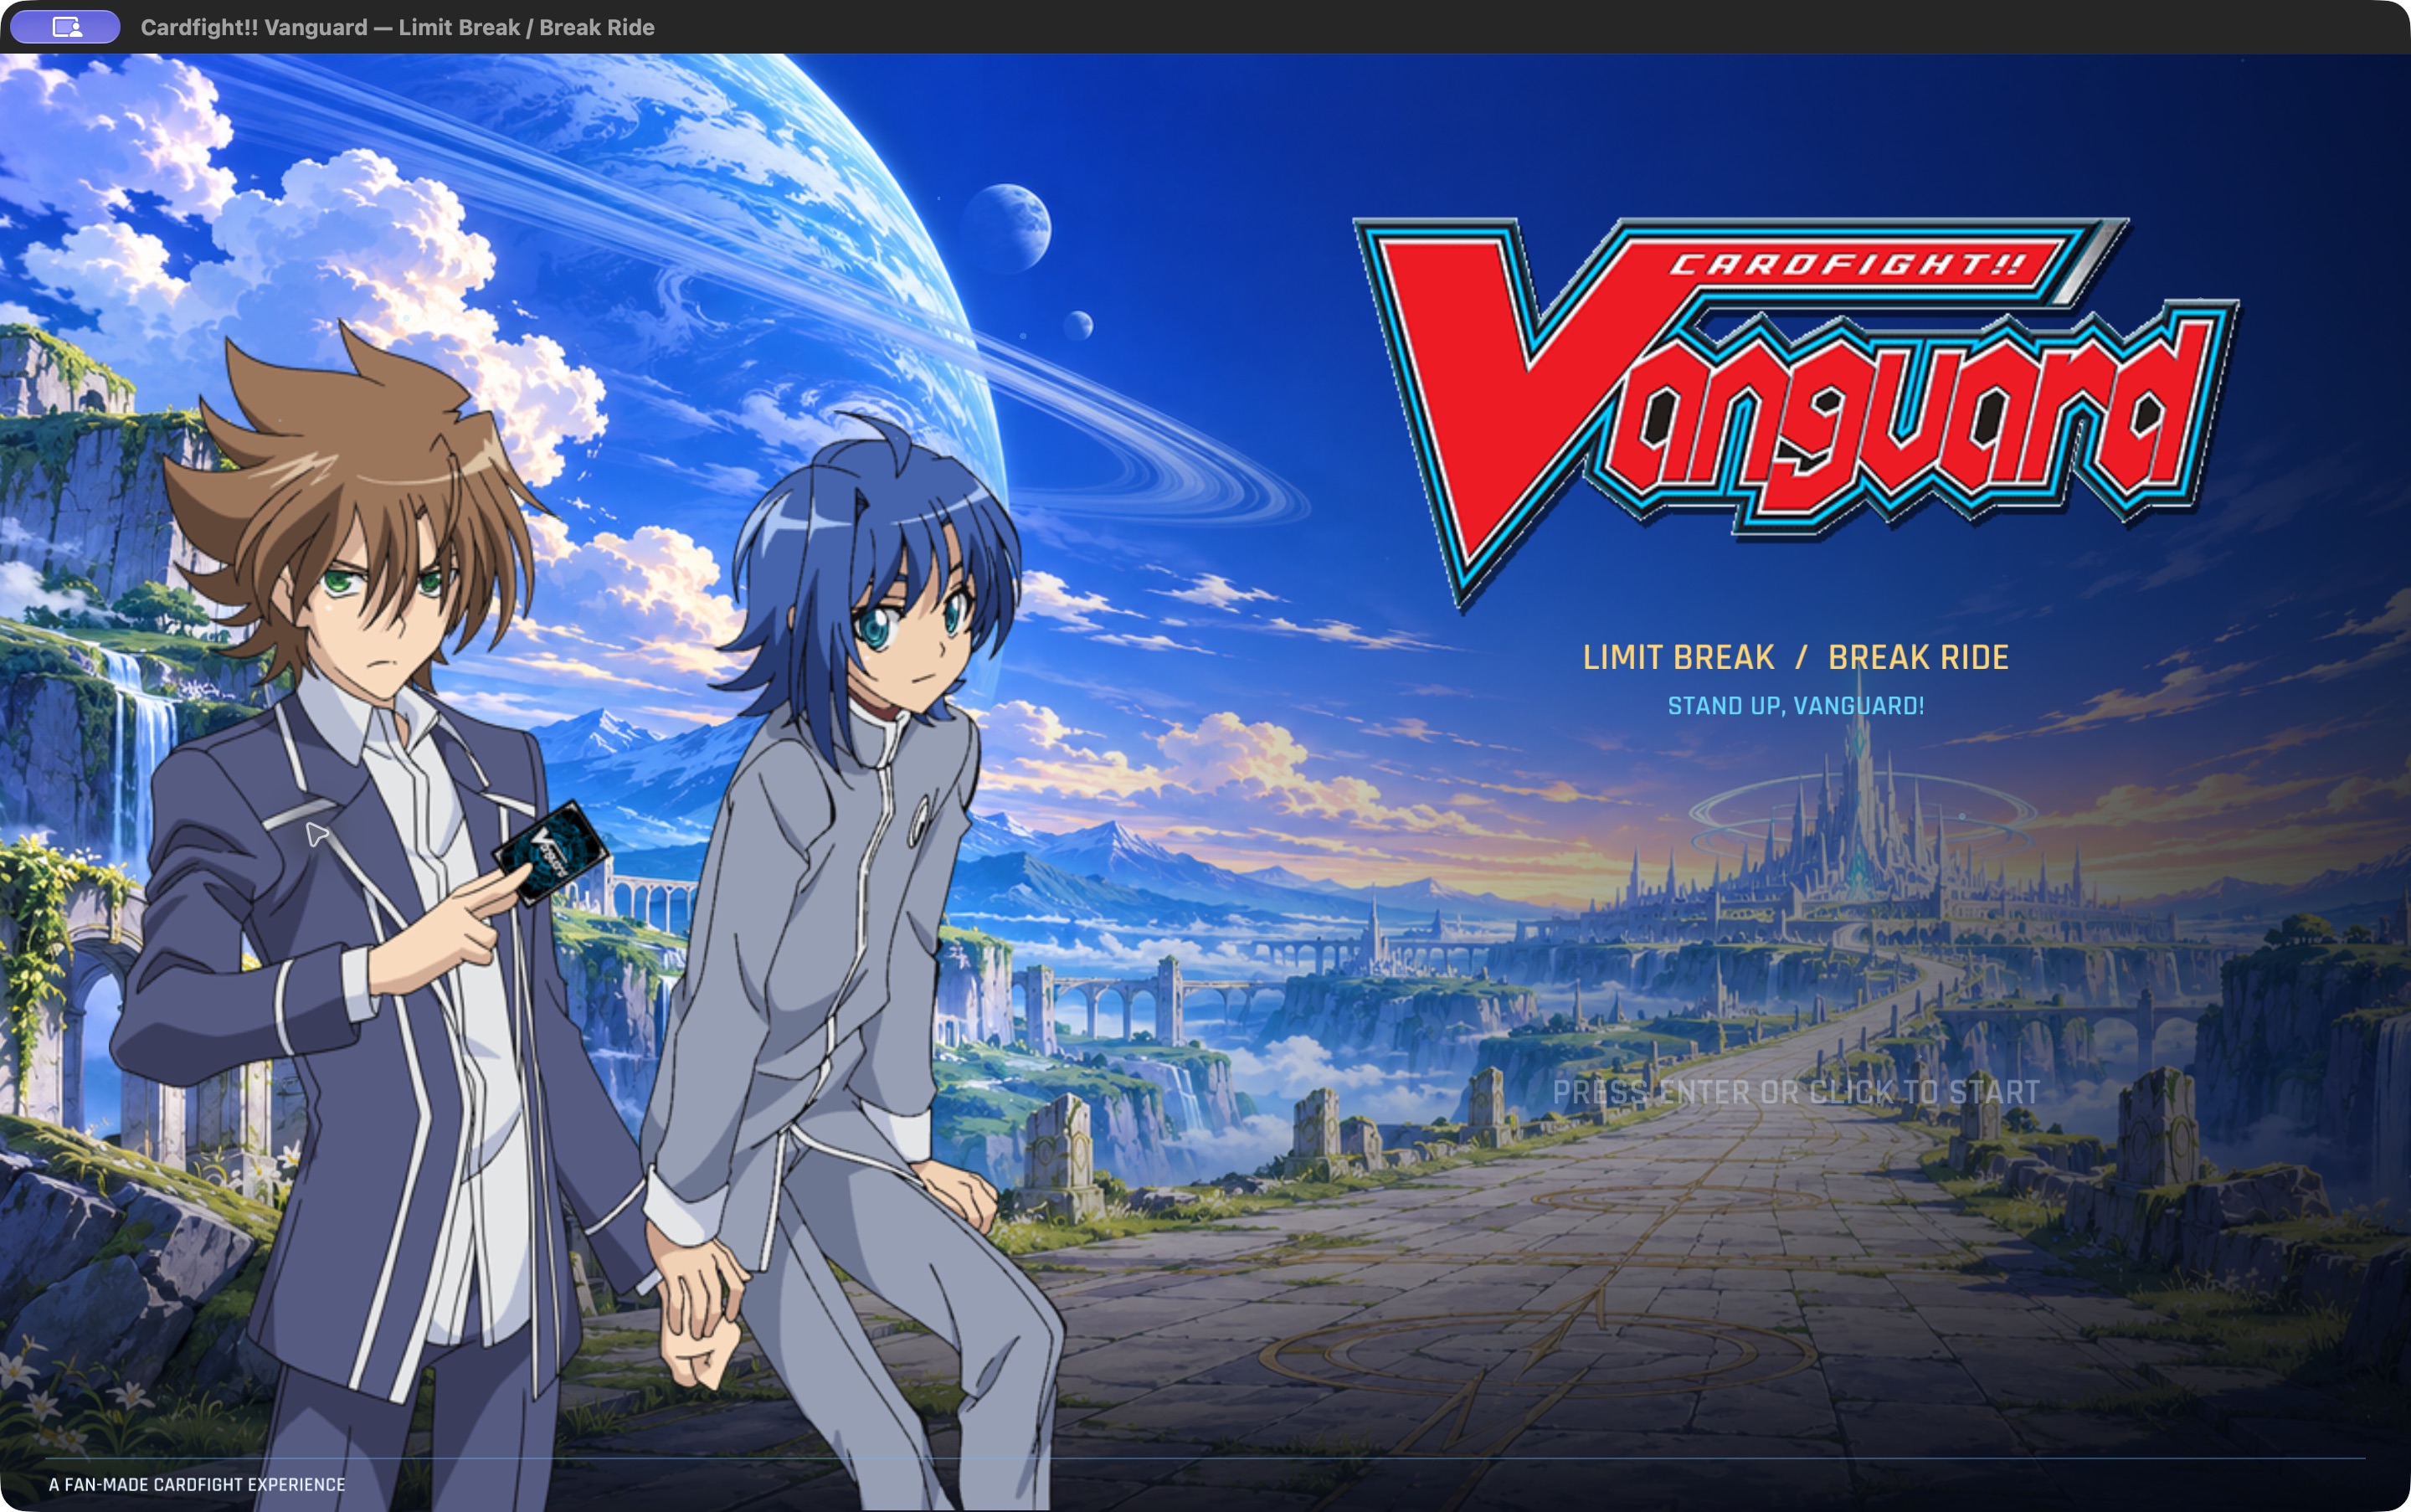 Cardfight!! Vanguard — Limit Break / Break Ride
CARDFIGHT!!
Vanguard
LIMIT BREAK / BREAK RIDE
STAND UP, VANGUARD!
Vanguard
PRESS ENTER OR CLICK TO START
A FAN-MADE CARDFIGHT EXPERIENCE